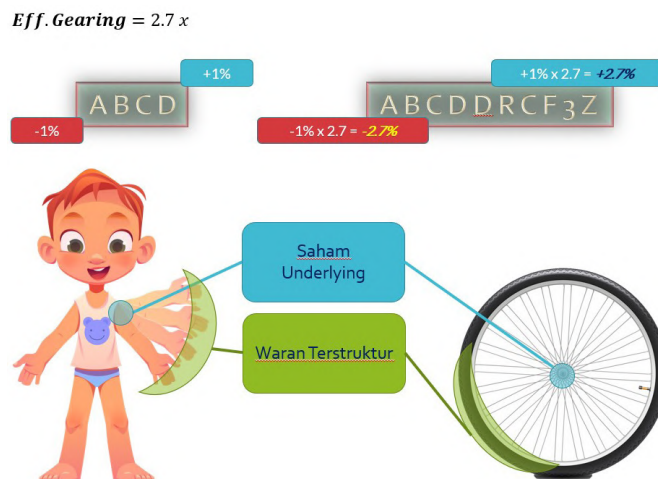 Eff. Gearing = 2.7 x
+1%
ABCD
-1%
+1% x 2.7 = +2.7%
ABCDDRCF3Z
-1% x 2.7 = -2.7%
Saham
Underlying
Waran Terstruktur